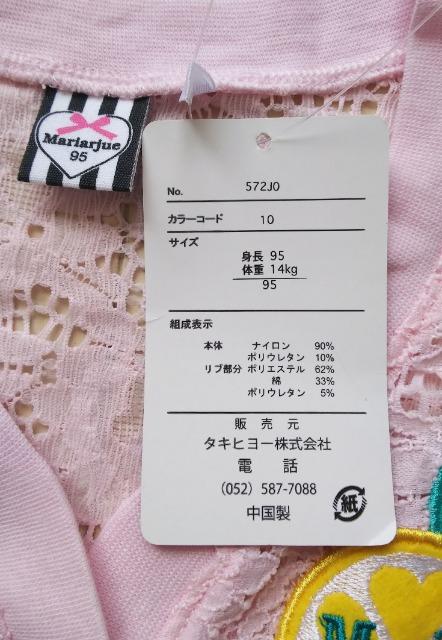 Mariarjue
95
No. 572J0
カラーコード 10
サイズ
身長 95
体重 14kg
95
組成表示
本体 ナイロン 90%
ポリウレタン 10%
リブ部分 ポリエステル 62%
綿 33%
ポリウレタン 5%
販売元
タキヒヨー株式会社
電話
(052) 587-7088
中国製
紙